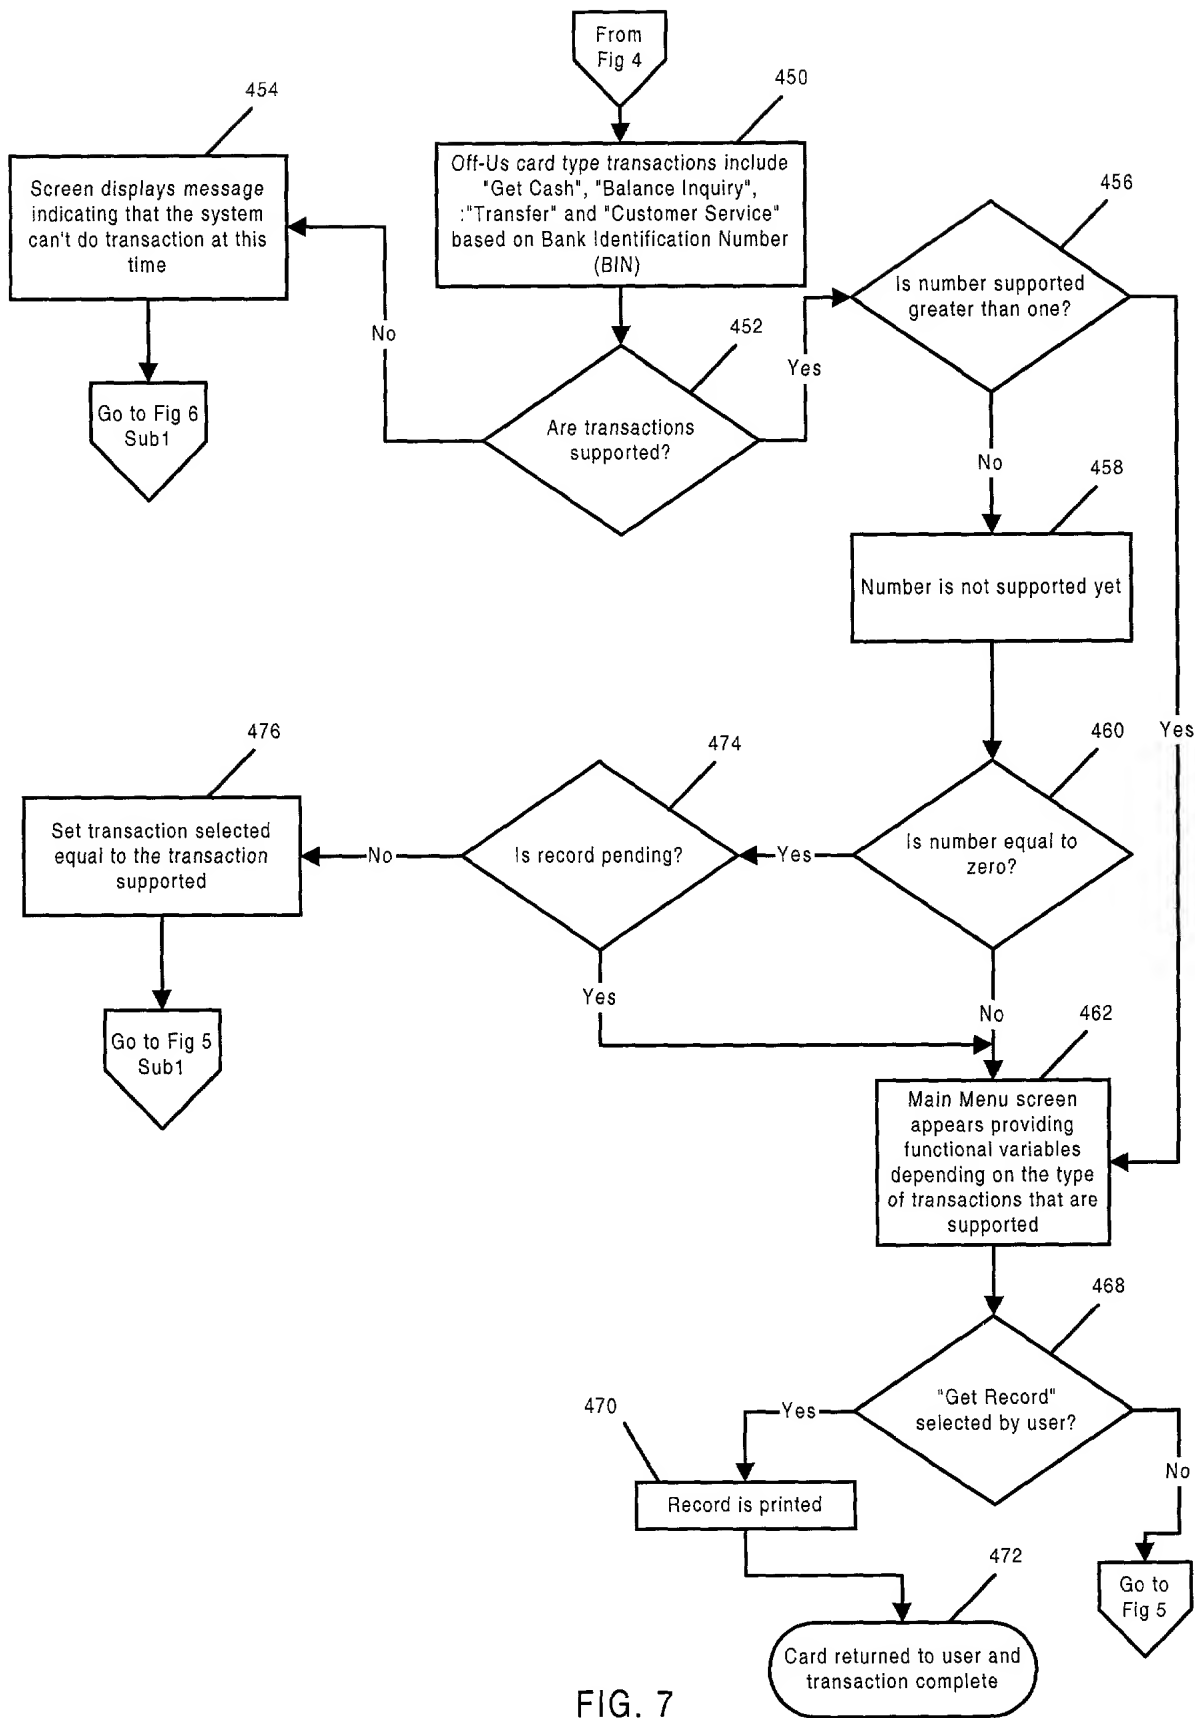 From
Fig 4
450
454
Off-Us card type transactions include
"Get Cash", "Balance Inquiry",
:"Transfer" and "Customer Service"
based on Bank Identification Number
(BIN)
Screen displays message
indicating that the system
can't do transaction at this
time
456
Is number supported
greater than one?
No
452
Yes
Go to Fig 6
Sub1
Are transactions
supported?
No
458
Number is not supported yet
Yes
476
474
460
Set transaction selected
equal to the transaction
supported
No
Is record pending?
Yes
Is number equal to
zero?
Yes
No
462
Go to Fig 5
Sub1
Main Menu screen
appears providing
functional variables
depending on the type
of transactions that are
supported
468
"Get Record"
selected by user?
470
Yes
No
Record is printed
472
Go to
Fig 5
Card returned to user and
transaction complete
FIG. 7